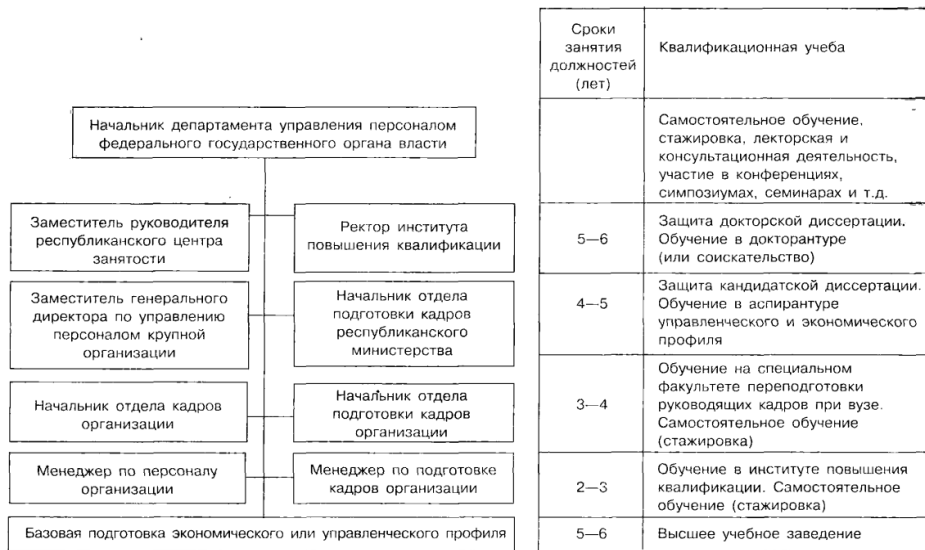 Сроки
занятия
должностей
(лет)
Квалификационная учеба
Начальник департамента управления персоналом
федерального государственного органа власти
Самостоятельное обучение,
стажировка, лекторская и
консультационная деятельность,
участие в конференциях,
симпозиумах, семинарах и т.д.
Заместитель руководителя
республиканского центра
занятости
Ректор института
повышения квалификации
5—6
Защита докторской диссертации.
Обучение в докторантуре
(или соискательство)
Заместитель генерального
директора по управлению
персоналом крупной
организации
Начальник отдела
подготовки кадров
республиканского
министерства
4—5
Защита кандидатской диссертации.
Обучение в аспирантуре
управленческого и экономического
профиля
Начальник отдела кадров
организации
Начальник отдела
подготовки кадров
организации
3—4
Обучение на специальном
факультете переподготовки
руководящих кадров при вузе.
Самостоятельное обучение
(стажировка)
Менеджер по персоналу
организации
Менеджер по подготовке
кадров организации
2—3
Обучение в институте повышения
квалификации. Самостоятельное
обучение (стажировка)
Базовая подготовка экономического или управленческого профиля
5—6
Высшее учебное заведение